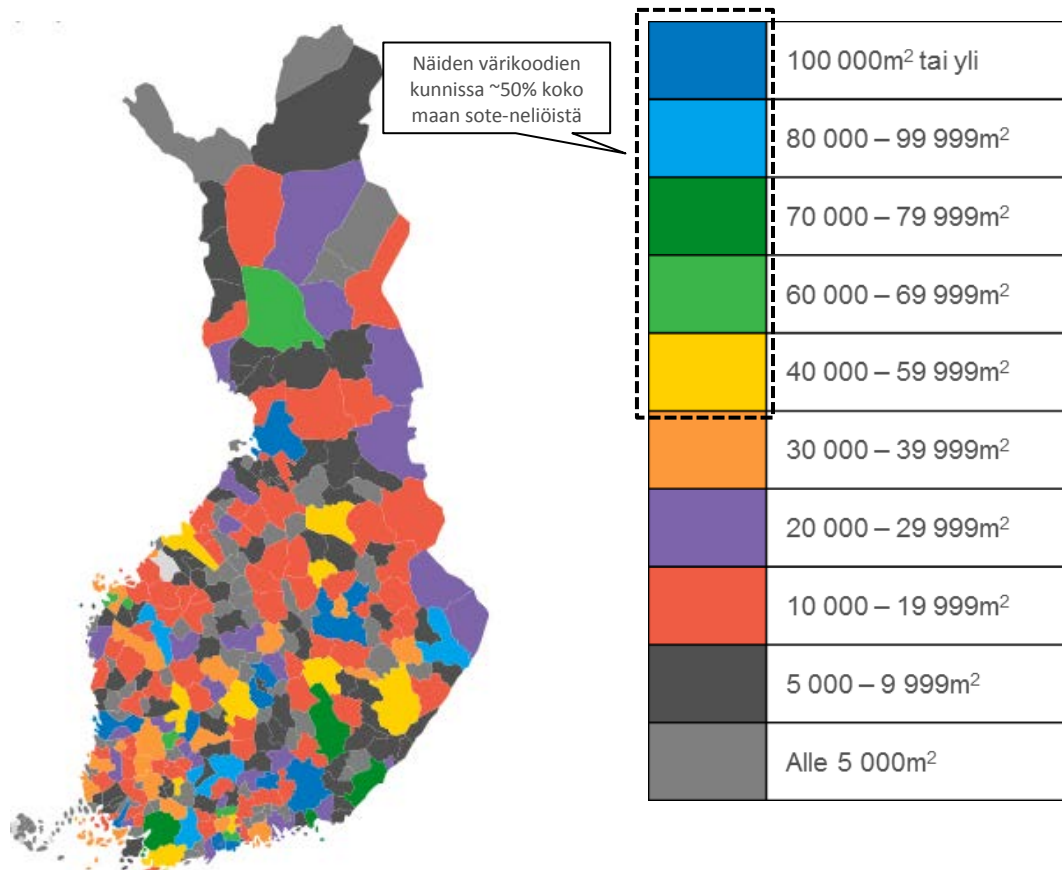 Näiden värikoodien
kunnissa ~50% koko
maan sote-neliöistä
100 000m² tai yli
80 000 – 99 999m²
70 000 – 79 999m²
60 000 – 69 999m²
40 000 – 59 999m²
30 000 – 39 999m²
20 000 – 29 999m²
10 000 – 19 999m²
5 000 – 9 999m²
Alle 5 000m²